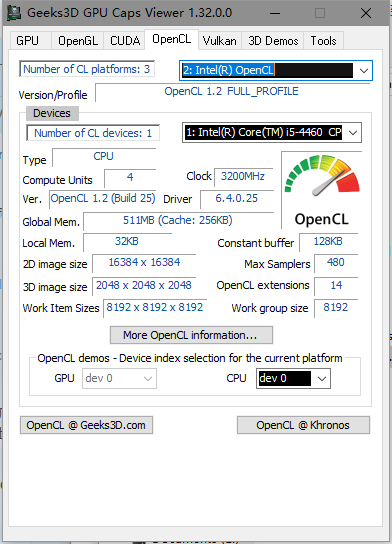 Geeks3D GPU Caps Viewer 1.32.0.0
GPU OpenGL CUDA OpenCL Vulkan 3D Demos Tools
Number of CL platforms: 3 2: Intel(R) OpenCL
Version/Profile OpenCL 1.2 FULL_PROFILE
Devices
Number of CL devices: 1 1: Intel(R) Core(TM) i5-4460 CP
Type CPU
Compute Units 4 Clock 3200MHz
Ver. OpenCL 1.2 (Build 25) Driver 6.4.0.25
OpenCL
Global Mem. 511MB (Cache: 256KB)
Local Mem. 32KB Constant buffer 128KB
2D image size 16384 x 16384 Max Samplers 480
3D image size 2048 x 2048 x 2048 OpenCL extensions 14
Work Item Sizes 8192 x 8192 x 8192 Work group size 8192
More OpenCL information...
OpenCL demos - Device index selection for the current platform
GPU dev 0 CPU dev 0
OpenCL @ Geeks3D.com OpenCL @ Khronos